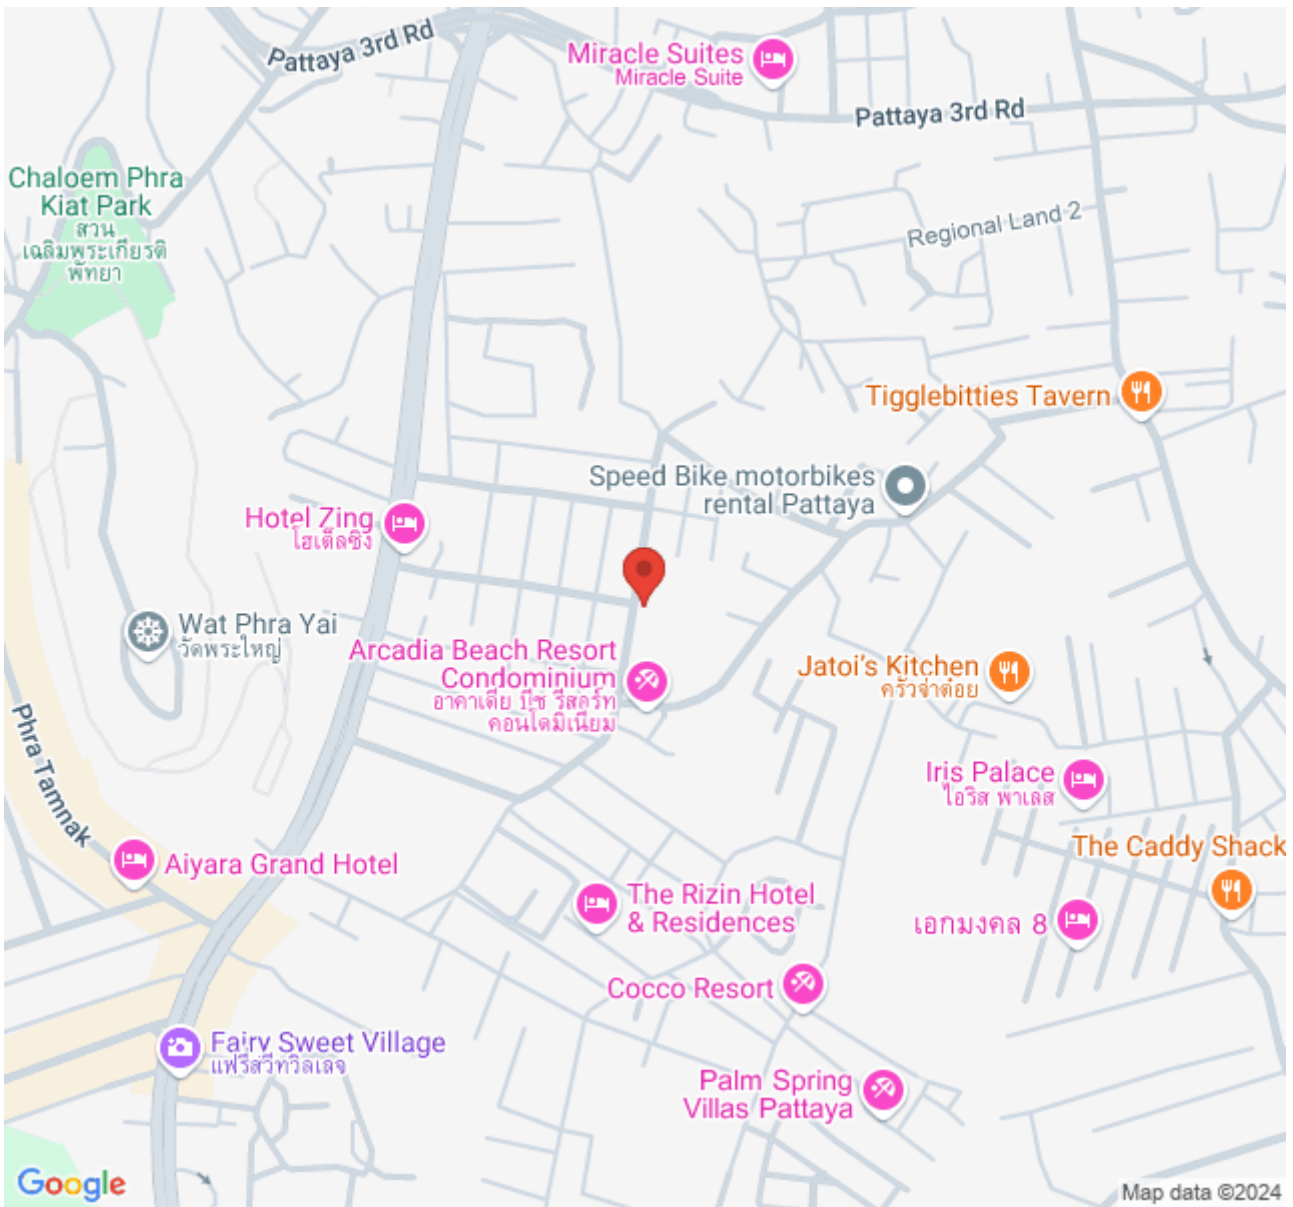 Pattaya 3rd Rd
Miracle Suites
Miracle Suite
Pattaya 3rd Rd
Chaloem Phra
Kiat Park
สวน
เฉลิมพระเกียรติ
พัทยา
Regional Land 2
Tigglebitties Tavern
Speed Bike motorbikes
rental Pattaya
Hotel Zing
โฮเต็ลซิง
Wat Phra Yai
วัดพระใหญ่
Arcadia Beach Resort
Condominium
อาคาเดีย บีช รีสอร์ท
คอนโดมิเนียม
Jatoi's Kitchen
ครัวจ่าต๋อย
Phra Tamnak
Iris Palace
ไอริส พาเลส
The Caddy Shack
Aiyara Grand Hotel
The Rizin Hotel
& Residences
เอกมงคล 8
Cocco Resort
Fairy Sweet Village
แฟรี่สวีทวิลเลจ
Palm Spring
Villas Pattaya
Google
Map data ©2024